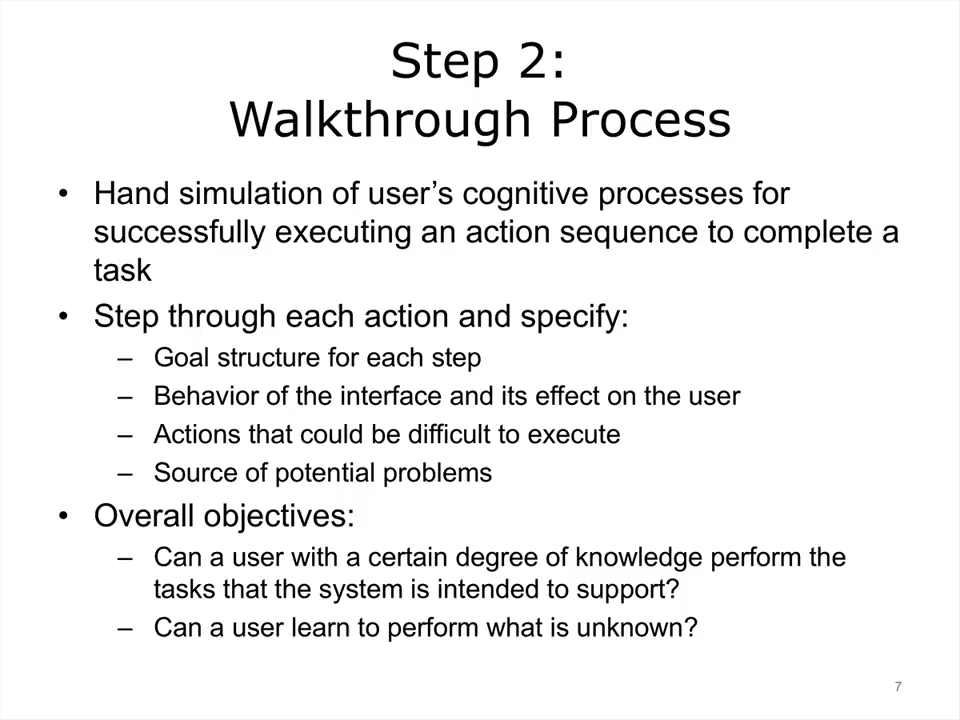 Step 2:
Walkthrough Process
• Hand simulation of user’s cognitive processes for
successfully executing an action sequence to complete a
task
• Step through each action and specify:
– Goal structure for each step
– Behavior of the interface and its effect on the user
– Actions that could be difficult to execute
– Source of potential problems
• Overall objectives:
– Can a user with a certain degree of knowledge perform the
tasks that the system is intended to support?
– Can a user learn to perform what is unknown?
7